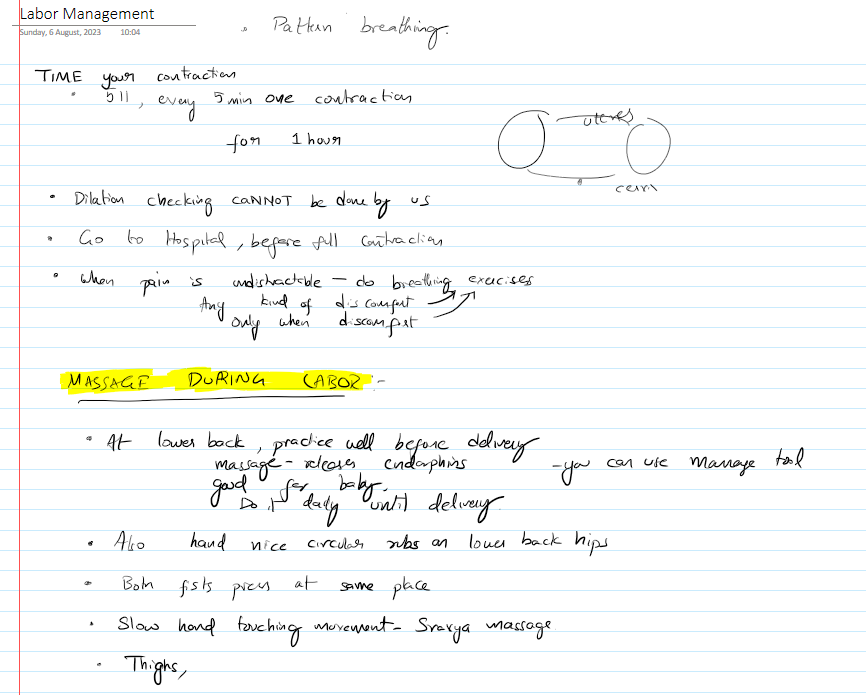 Labor Management
Sunday, 6 August, 2023 10:04
• Pattern breathing.
TIME your contraction
• 511, every 5 min one contraction
for 1 hour
uterus
cervi
• Dilation checking CANNOT be done by us
• Go to Hospital, before full contraction
• When pain is undistractable – do breathing exercises
Any kind of discomfort
Only when discomfort
MASSAGE DURING LABOR :-
• At lower back, practice well before delivery
massage – releases endorphins
– you can use massage tool
good for baby.
Do it daily until delivery.
• Also hand nice circular rubs on lower back hips
• Both fists press at same place
• Slow hand touching movement – massage
• Thighs,